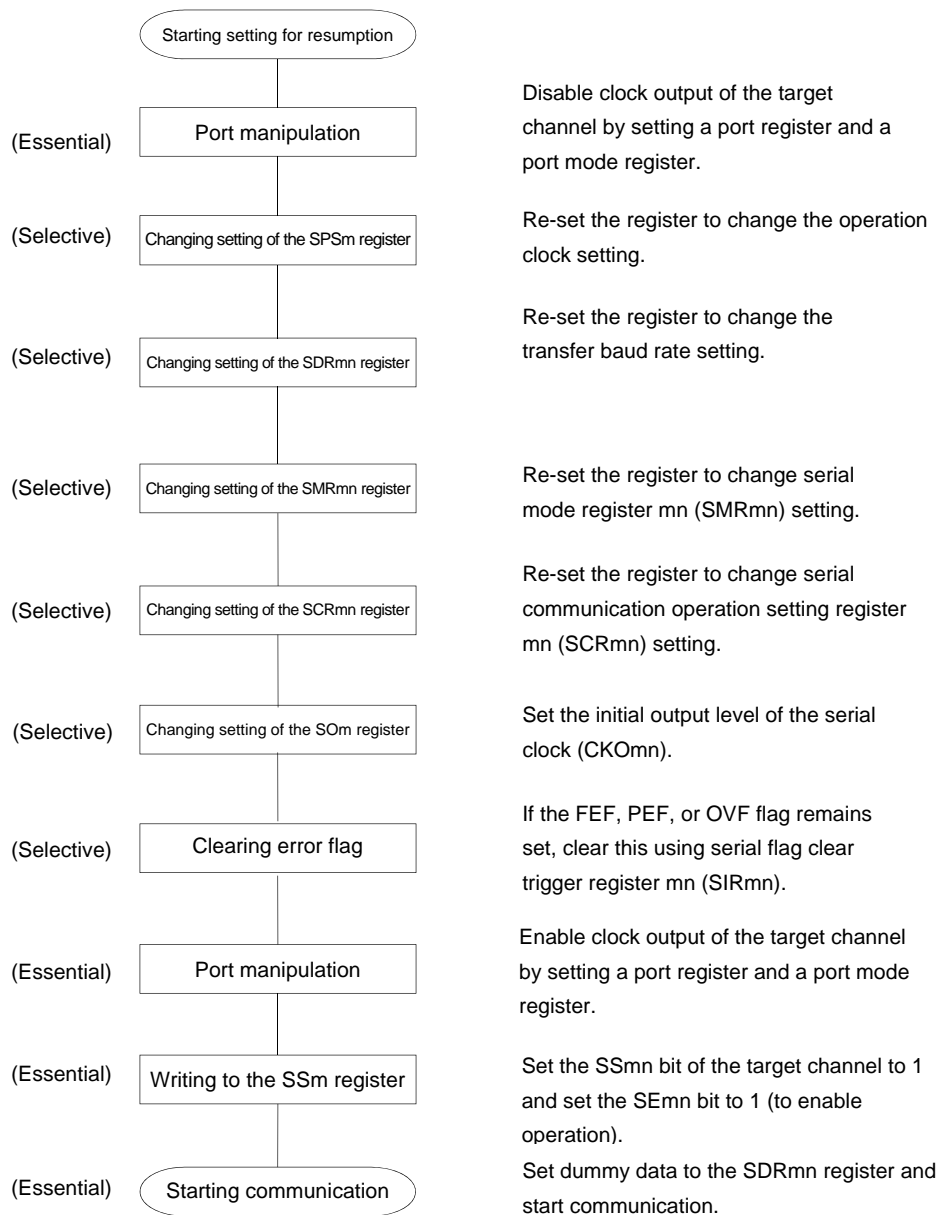 Starting setting for resumption
(Essential)
Port manipulation
Disable clock output of the target
channel by setting a port register and a
port mode register.
(Selective)
Changing setting of the SPSm register
Re-set the register to change the operation
clock setting.
(Selective)
Changing setting of the SDRmn register
Re-set the register to change the
transfer baud rate setting.
(Selective)
Changing setting of the SMRmn register
Re-set the register to change serial
mode register mn (SMRmn) setting.
(Selective)
Changing setting of the SCRmn register
Re-set the register to change serial
communication operation setting register
mn (SCRmn) setting.
(Selective)
Changing setting of the SOm register
Set the initial output level of the serial
clock (CKOmn).
(Selective)
Clearing error flag
If the FEF, PEF, or OVF flag remains
set, clear this using serial flag clear
trigger register mn (SIRmn).
(Essential)
Port manipulation
Enable clock output of the target channel
by setting a port register and a port mode
register.
(Essential)
Writing to the SSm register
Set the SSmn bit of the target channel to 1
and set the SEmn bit to 1 (to enable
operation).
(Essential)
Starting communication
Set dummy data to the SDRmn register and
start communication.